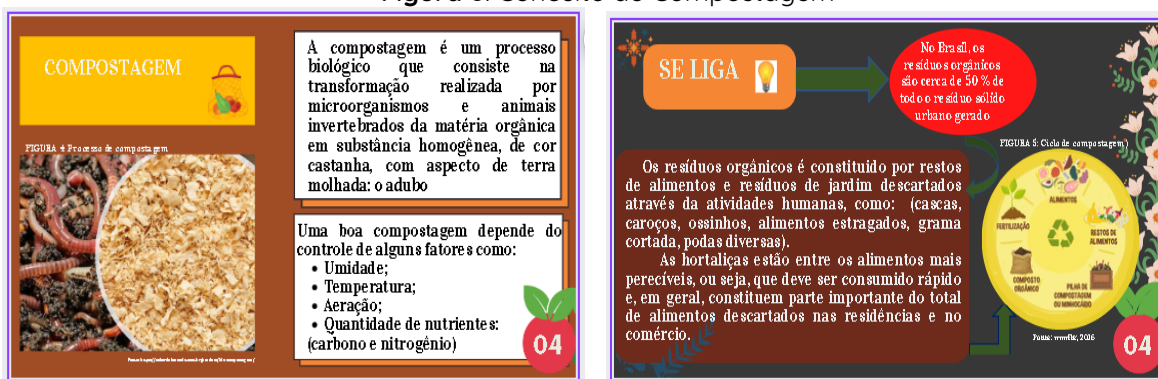 COMPOSTAGEM
FIGURA 4: Processo de compostagem
A compostagem é um processo
biológico que consiste na
transformação realizada por
microorganismos e animais
invertebrados da matéria orgânica
em substância homogênea, de cor
castanha, com aspecto de terra
molhada: o adubo
Uma boa compostagem depende do
controle de alguns fatores como:
• Umidade;
• Temperatura;
• Aeração;
• Quantidade de nutrientes:
(carbono e nitrogênio)
04
SE LIGA
No Brasil, os
resíduos orgânicos
são cerca de 50 % de
todo o resíduo sólido
urbano gerado
FIGURA 5: Ciclo de compostagem)
Os resíduos orgânicos é constituido por restos
de alimentos e resíduos de jardim descartados
através da atividades humanas, como: (cascas,
caroços, ossinhos, alimentos estragados, grama
cortada, podas diversas).
As hortaliças estão entre os alimentos mais
perecíveis, ou seja, que deve ser consumido rápido
e, em geral, constituem parte importante do total
de alimentos descartados nas residências e no
comércio.
ALIMENTOS
RESTOS DE
ALIMENTOS
PILHA DE
COMPOSTAGEM
OU MINHOCÁRIO
COMPOSTO
ORGÂNICO
FERTILIZAÇÃO
2016
04